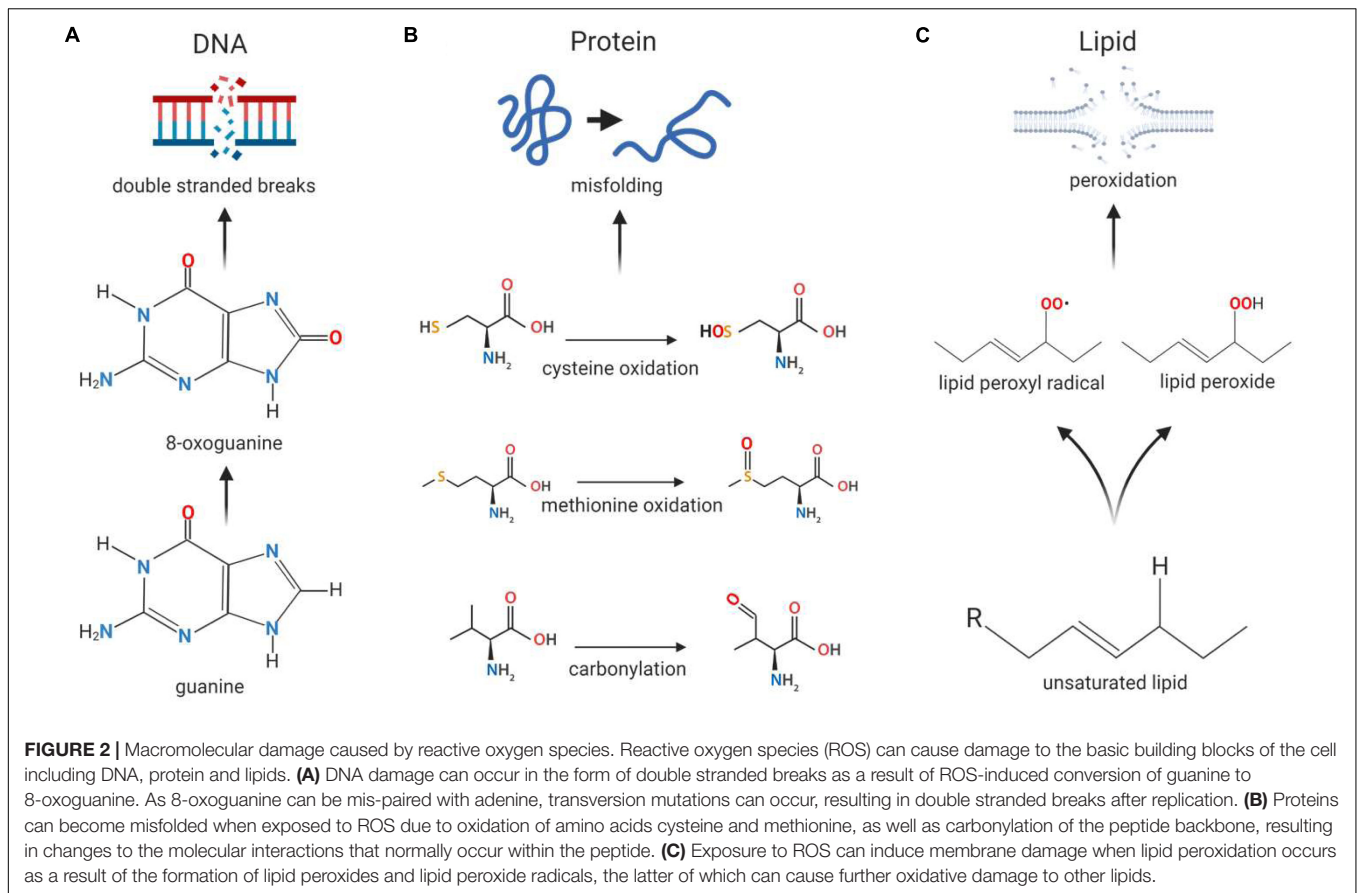 A
DNA
double stranded breaks
O
H
N
N
O
H₂N
N
N
H
8-oxoguanine
O
H
N
N
H
H₂N
N
N
H
guanine
B
Protein
misfolding
O
HS
OH
NH₂
cysteine oxidation
O
HOS
OH
NH₂
O
S
OH
NH₂
methionine oxidation
O
O
S
OH
NH₂
O
OH
NH₂
carbonylation
O
O
OH
NH₂
C
Lipid
peroxidation
OO•
OOH
lipid peroxyl radical
lipid peroxide
H
R
unsaturated lipid
FIGURE 2 | Macromolecular damage caused by reactive oxygen species. Reactive oxygen species (ROS) can cause damage to the basic building blocks of the cell
including DNA, protein and lipids. (A) DNA damage can occur in the form of double stranded breaks as a result of ROS-induced conversion of guanine to
8-oxoguanine. As 8-oxoguanine can be mis-paired with adenine, transversion mutations can occur, resulting in double stranded breaks after replication. (B) Proteins
can become misfolded when exposed to ROS due to oxidation of amino acids cysteine and methionine, as well as carbonylation of the peptide backbone, resulting
in changes to the molecular interactions that normally occur within the peptide. (C) Exposure to ROS can induce membrane damage when lipid peroxidation occurs
as a result of the formation of lipid peroxides and lipid peroxide radicals, the latter of which can cause further oxidative damage to other lipids.